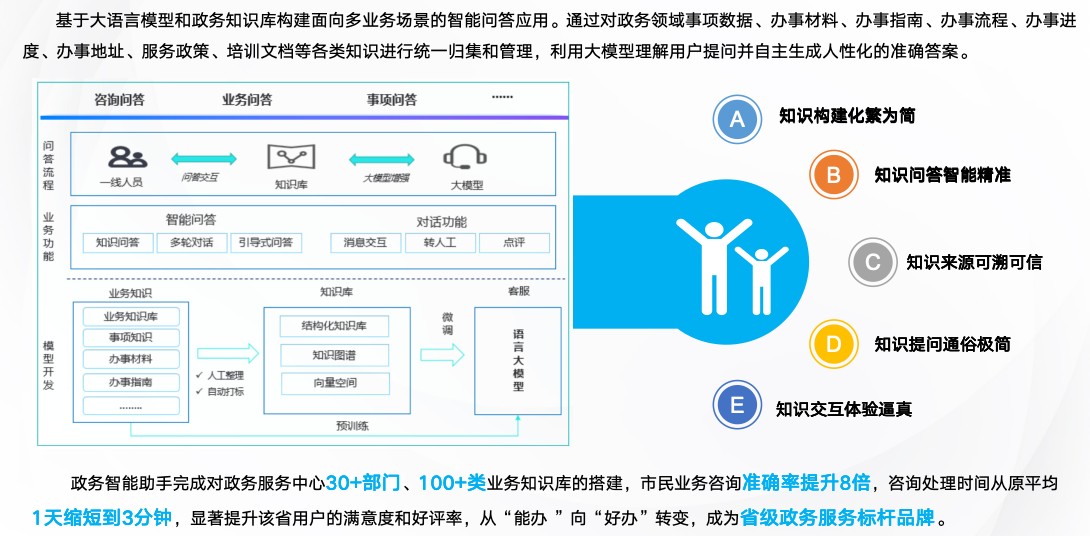 基于大语言模型和政务知识库构建面向多业务场景的智能问答应用。通过对政务领域事项数据、办事材料、办事指南、办事流程、办事进
度、办事地址、服务政策、培训文档等各类知识进行统一归集和管理，利用大模型理解用户提问并自主生成人性化的准确答案。
咨询问答
业务问答
事项问答
······
问答流程
一线人员
问答交互
知识库
大模型增强
大模型
业务功能
智能问答
知识问答
多轮对话
引导式问答
对话功能
消息交互
转人工
点评
模型开发
业务知识
业务知识库
事项知识
办事材料
办事指南
........
✓ 人工整理
✓ 自动打标
知识库
结构化知识库
知识图谱
向量空间
微调
客服
语言大模型
预训练
A
知识构建化繁为简
B
知识问答智能精准
C
知识来源可溯可信
D
知识提问通俗极简
E
知识交互体验逼真
政务智能助手完成对政务服务中心30+部门、100+类业务知识库的搭建，市民业务咨询准确率提升8倍，咨询处理时间从原平均
1天缩短到3分钟，显著提升该省用户的满意度和好评率，从“能办 ”向“好办”转变，成为省级政务服务标杆品牌。